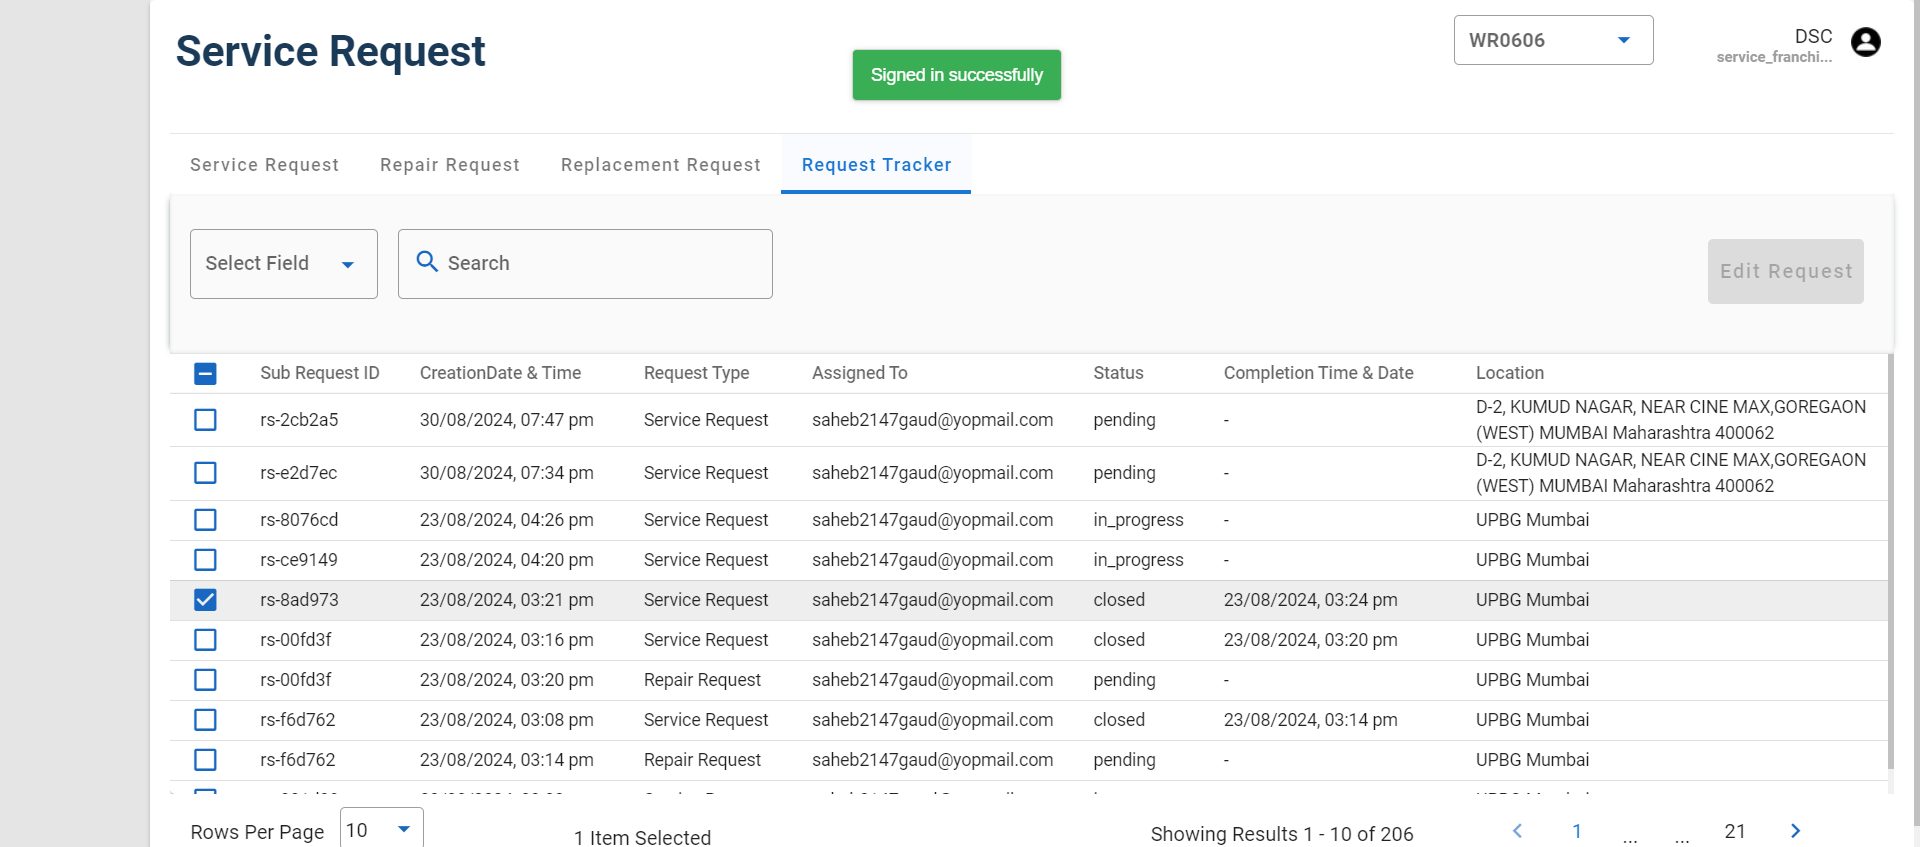 Service Request
Signed in successfully
WR0606
DSC
service_franchi...
Service Request Repair Request Replacement Request Request Tracker
Select Field Search Edit Request
Sub Request ID CreationDate & Time Request Type Assigned To Status Completion Time & Date Location
rs-2cb2a5 30/08/2024, 07:47 pm Service Request saheb2147gaud@yopmail.com pending - D-2, KUMUD NAGAR, NEAR CINE MAX,GOREGAON
(WEST) MUMBAI Maharashtra 400062
rs-e2d7ec 30/08/2024, 07:34 pm Service Request saheb2147gaud@yopmail.com pending - D-2, KUMUD NAGAR, NEAR CINE MAX,GOREGAON
(WEST) MUMBAI Maharashtra 400062
rs-8076cd 23/08/2024, 04:26 pm Service Request saheb2147gaud@yopmail.com in_progress - UPBG Mumbai
rs-ce9149 23/08/2024, 04:20 pm Service Request saheb2147gaud@yopmail.com in_progress - UPBG Mumbai
rs-8ad973 23/08/2024, 03:21 pm Service Request saheb2147gaud@yopmail.com closed 23/08/2024, 03:24 pm UPBG Mumbai
rs-00fd3f 23/08/2024, 03:16 pm Service Request saheb2147gaud@yopmail.com closed 23/08/2024, 03:20 pm UPBG Mumbai
rs-00fd3f 23/08/2024, 03:20 pm Repair Request saheb2147gaud@yopmail.com pending - UPBG Mumbai
rs-f6d762 23/08/2024, 03:08 pm Service Request saheb2147gaud@yopmail.com closed 23/08/2024, 03:14 pm UPBG Mumbai
rs-f6d762 23/08/2024, 03:14 pm Repair Request saheb2147gaud@yopmail.com pending - UPBG Mumbai
Rows Per Page 10 1 Item Selected Showing Results 1 - 10 of 206 1 ... ... 21